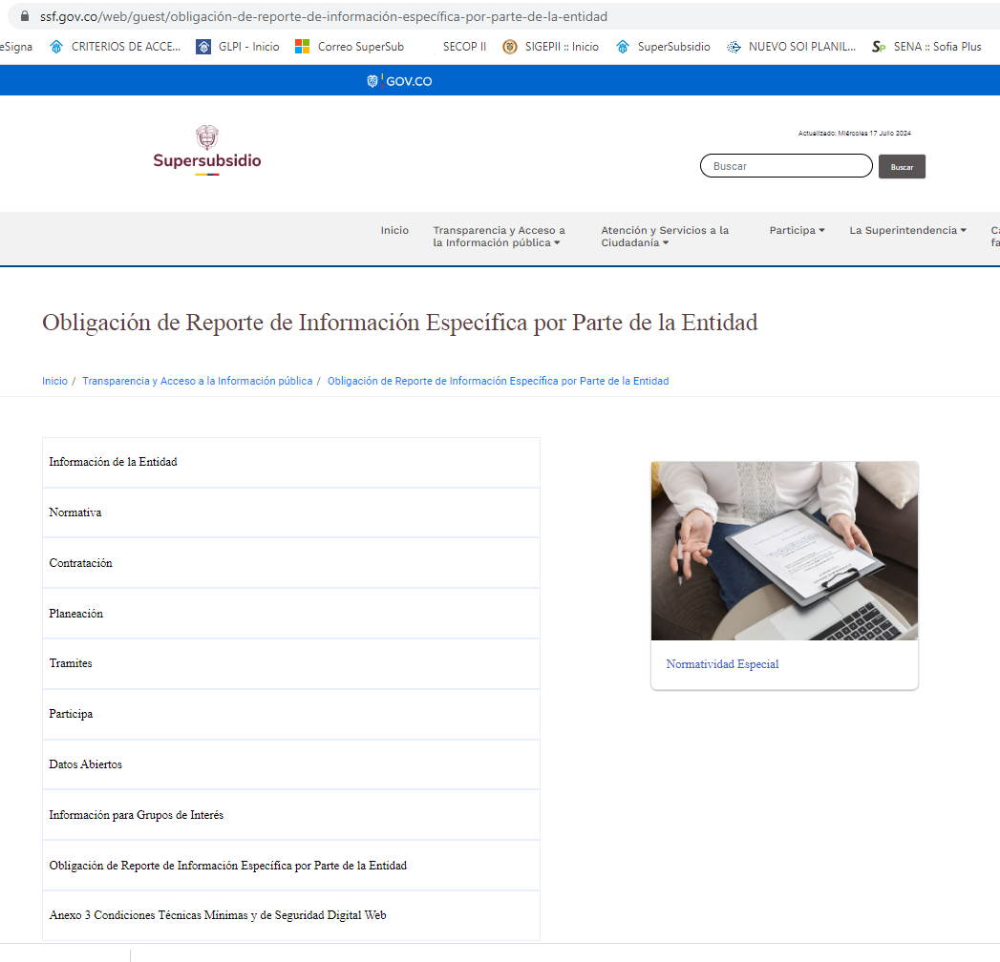 ssf.gov.co/web/guest/obligación-de-reporte-de-información-específica-por-parte-de-la-entidad
eSigna CRITERIOS DE ACCE... GLPI - Inicio Correo SuperSub SECOP II SIGEPII :: Inicio SuperSubsidio NUEVO SOI PLANIL... SENA :: Sofia Plus
GOV.CO
Actualizado: Miércoles 17 Julio 2024
Supersubsidio
Buscar Buscar
Inicio Transparencia y Acceso a la Información pública Atención y Servicios a la Ciudadanía Participa La Superintendencia
Obligación de Reporte de Información Específica por Parte de la Entidad
Inicio / Transparencia y Acceso a la Información pública / Obligación de Reporte de Información Específica por Parte de la Entidad
Información de la Entidad
Normativa
Contratación
Planeación
Tramites
Participa
Datos Abiertos
Información para Grupos de Interés
Obligación de Reporte de Información Específica por Parte de la Entidad
Anexo 3 Condiciones Técnicas Mínimas y de Seguridad Digital Web
Normatividad Especial